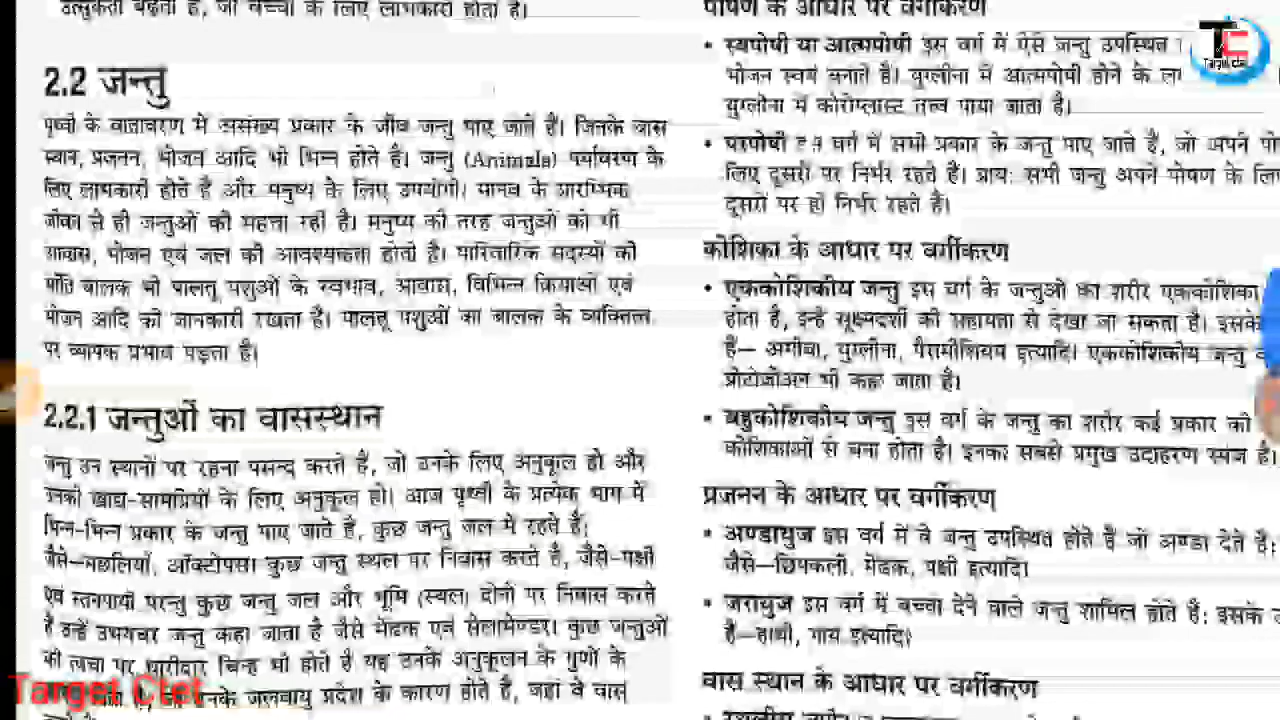 उत्सुकता बढ़ती है, जो बच्चों के लिए लाभकारी होता है।
2.2 जन्तु
पृथ्वी के वातावरण में असंख्य प्रकार के जीव जन्तु पाए जाते हैं। जिनके वास
स्थान, प्रजनन, भोजन आदि भी भिन्न होते हैं। जन्तु (Animals) पर्यावरण के
लिए लाभकारी होते हैं और मनुष्य के लिए उपयोगी। मानव के प्रारम्भिक
जीवन से ही जन्तुओं की महत्ता रही है। मनुष्य की तरह जन्तुओं को भी
आवास, भोजन एवं जल की आवश्यकता होती है। पारिवारिक सदस्यों की
भाँति बालक भी पालतू पशुओं के स्वभाव, आवास, विभिन्न क्रियाओं एवं
भोजन आदि की जानकारी रखता है। पालतू पशुओं का बालक के व्यक्तित्व
पर व्यापक प्रभाव पड़ता है।
2.2.1 जन्तुओं का वासस्थान
जन्तु उन स्थानों पर रहना पसन्द करते हैं, जो उनके लिए अनुकूल हो और
उनकी खाद्य-सामग्रियों के लिए अनुकूल हो। आज पृथ्वी के प्रत्येक भाग में
भिन्न-भिन्न प्रकार के जन्तु पाए जाते हैं, कुछ जन्तु जल में रहते हैं;
जैसे—मछलियाँ, ऑक्टोपस। कुछ जन्तु स्थल पर निवास करते हैं, जैसे-पक्षी
एवं स्तनपायी परन्तु कुछ जन्तु जल और भूमि (स्थल) दोनों पर निवास करते
हैं उन्हें उभयचर जन्तु कहा जाता है जैसे मेंढक एवं सैलामेण्डर। कुछ जन्तुओं
की त्वचा पर धारीदार चिन्ह भी होते हैं यह उनके अनुकूलन के गुणों के
उनके जलवायु प्रदेश के कारण होते हैं, जहाँ वे वास
पोषण के आधार पर वर्गीकरण
• स्वपोषी या आत्मपोषी इस वर्ग में ऐसे जन्तु उपस्थित
भोजन स्वयं बनाते हैं। युग्लीना में आत्मपोषी होने के
युग्लीना में क्लोरोप्लास्ट तत्त्व पाया जाता है।
• परपोषी इस वर्ग में सभी प्रकार के जन्तु पाए जाते हैं, जो अपने
लिए दूसरों पर निर्भर रहते हैं। प्रायः सभी जन्तु अपने पोषण के लिए
दूसरों पर ही निर्भर रहते हैं।
कोशिका के आधार पर वर्गीकरण
• एककोशिकीय जन्तु इस वर्ग के जन्तुओं का शरीर एककोशिका
होता है, इन्हें सूक्ष्मदर्शी की सहायता से देखा जा सकता है। इसके
हैं— अमीबा, युग्लीना, पैरामीशियम इत्यादि। एककोशिकीय जन्तु
प्रोटोजोअन भी कहा जाता है।
• बहुकोशिकीय जन्तु इस वर्ग के जन्तु का शरीर कई प्रकार की
कोशिकाओं से बना होता है। इनका सबसे प्रमुख उदाहरण स्पंज है।
प्रजनन के आधार पर वर्गीकरण
• अण्डायुज इस वर्ग में वे जन्तु उपस्थित होते हैं जो अण्डा देते हैं;
जैसे—छिपकली, मेंढक, पक्षी इत्यादि।
• जरायुज इस वर्ग में बच्चा देने वाले जन्तु शामिल होते हैं; इसके
हैं—हाथी, गाय इत्यादि।
वास स्थान के आधार पर वर्गीकरण
TC
Target Ctet
Target Ctet